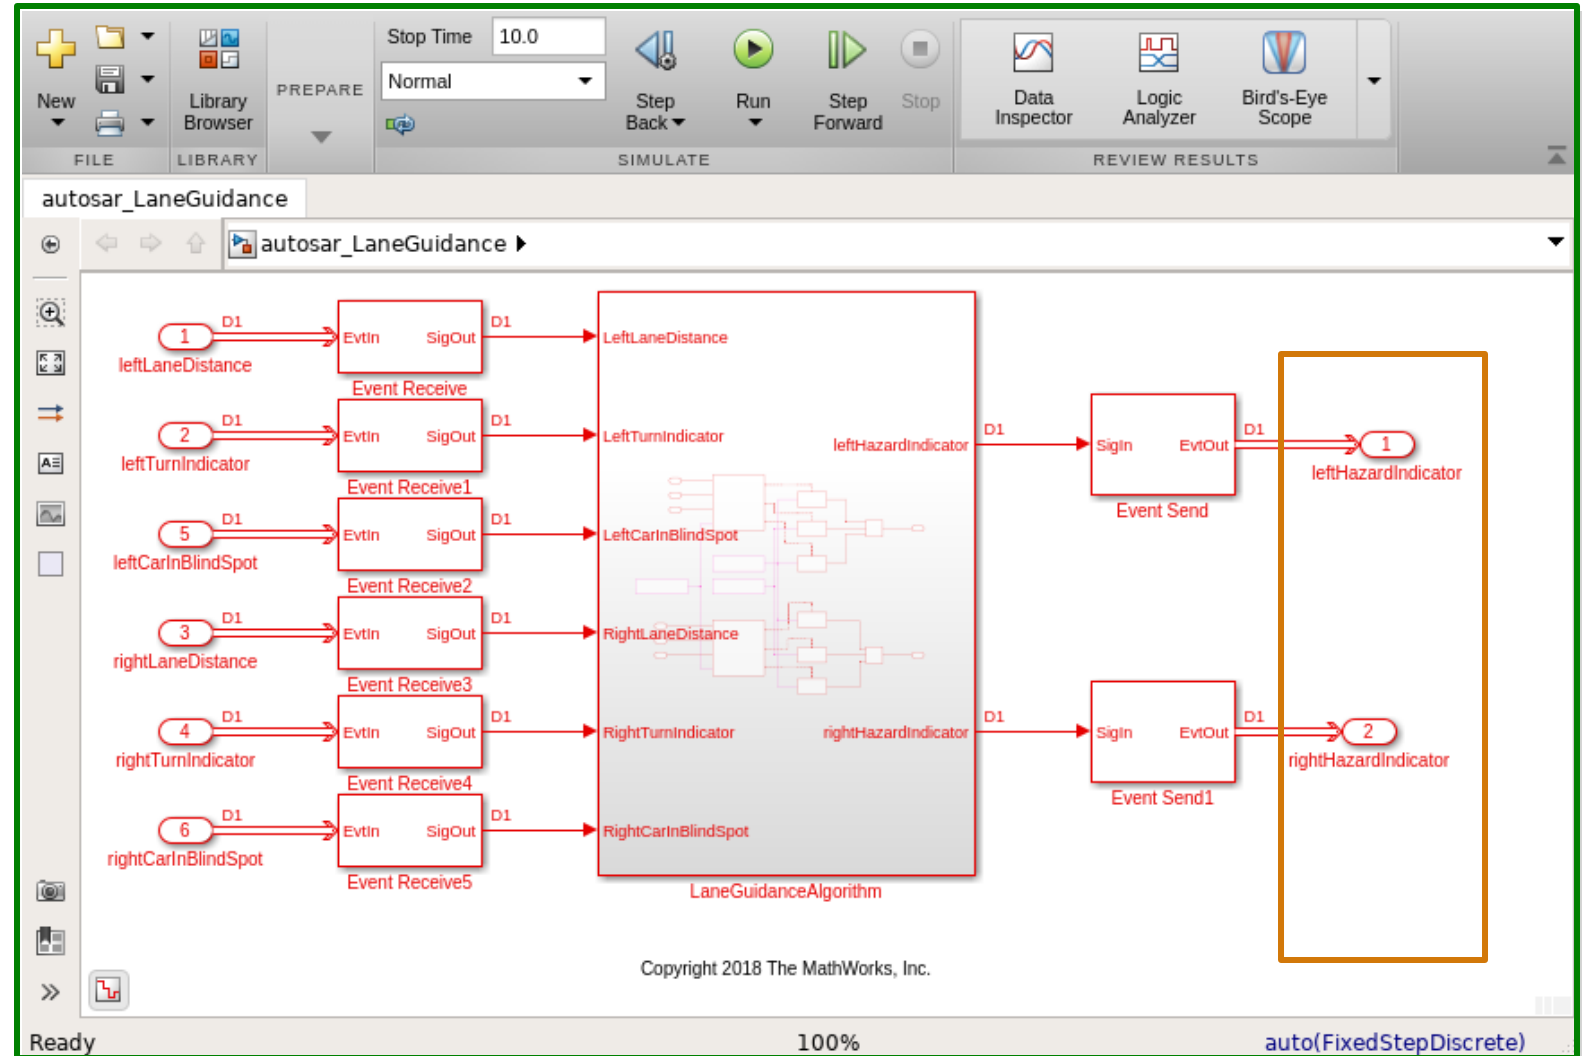 Stop Time 10.0
Normal
New
Library
Browser
PREPARE
Step
Back
Run
Step
Forward
Stop
Data
Inspector
Logic
Analyzer
Bird's-Eye
Scope
FILE
LIBRARY
SIMULATE
REVIEW RESULTS
autosar_LaneGuidance
autosar_LaneGuidance
1
D1
leftLaneDistance
EvtIn SigOut
Event Receive
D1
LeftLaneDistance
2
D1
leftTurnIndicator
EvtIn SigOut
Event Receive1
D1
LeftTurnIndicator
5
D1
leftCarInBlindSpot
EvtIn SigOut
Event Receive2
D1
LeftCarInBlindSpot
3
D1
rightLaneDistance
EvtIn SigOut
Event Receive3
D1
RightLaneDistance
4
D1
rightTurnIndicator
EvtIn SigOut
Event Receive4
D1
RightTurnIndicator
6
D1
rightCarInBlindSpot
EvtIn SigOut
Event Receive5
D1
RightCarInBlindSpot
LaneGuidanceAlgorithm
leftHazardIndicator
D1
SigIn EvtOut
Event Send
D1
1
leftHazardIndicator
rightHazardIndicator
D1
SigIn EvtOut
Event Send1
D1
2
rightHazardIndicator
Copyright 2018 The MathWorks, Inc.
Ready
100%
auto(FixedStepDiscrete)